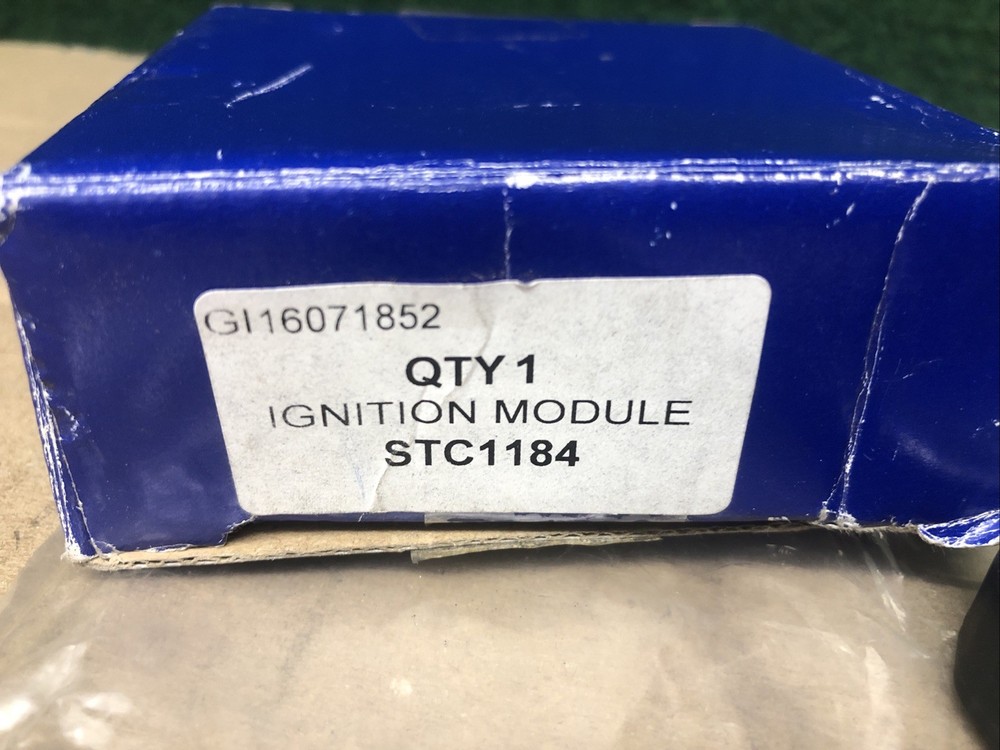 GI16071852
QTY 1
IGNITION MODULE
STC1184